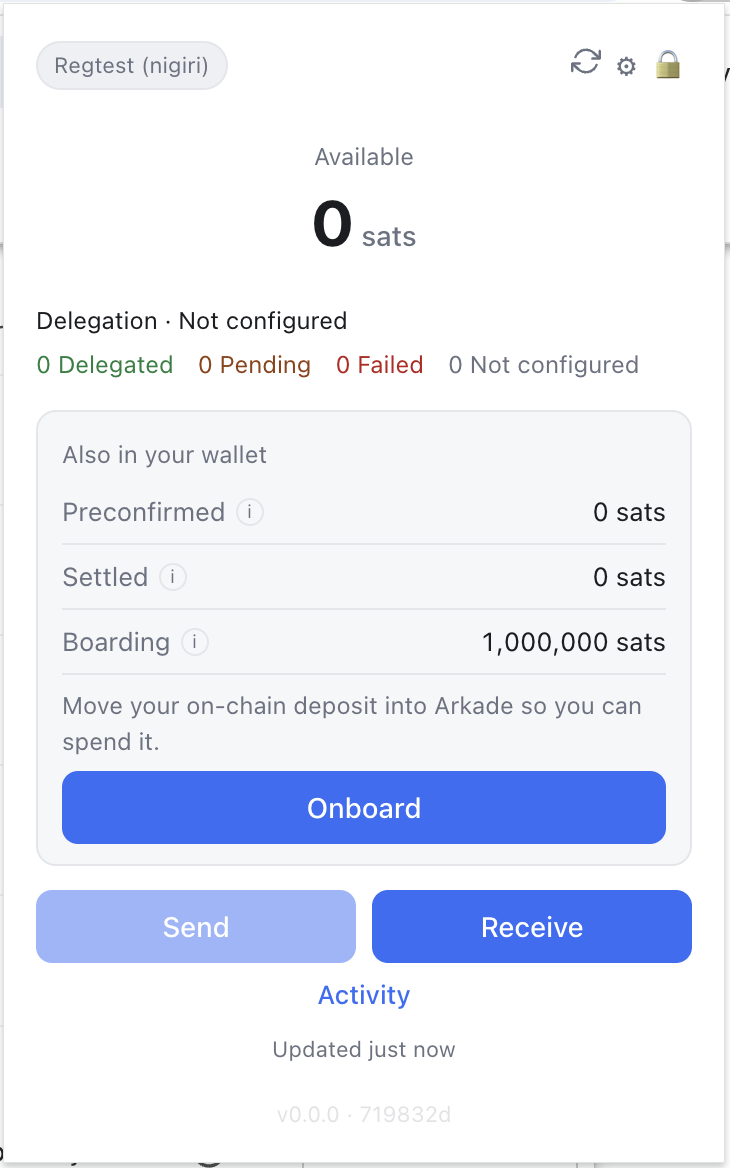 Regtest (nigiri)
Available
0 sats
Delegation · Not configured
0 Delegated 0 Pending 0 Failed 0 Not configured
Also in your wallet
Preconfirmed i 0 sats
Settled i 0 sats
Boarding i 1,000,000 sats
Move your on-chain deposit into Arkade so you can
spend it.
Onboard
Send Receive
Activity
Updated just now
v0.0.0 · 719832d